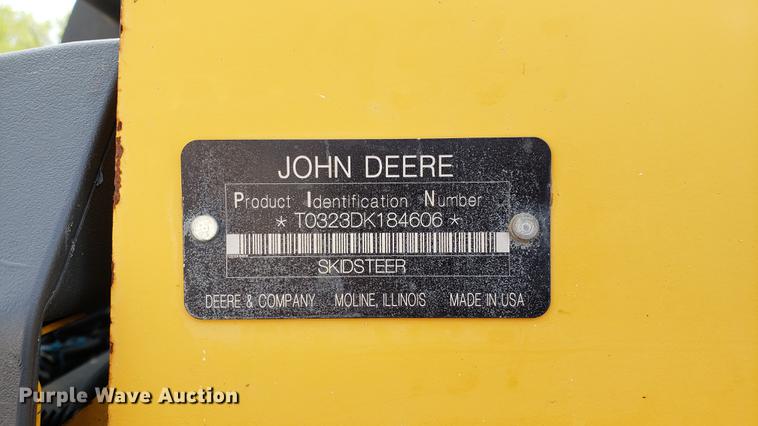 JOHN DEERE
Product Identification Number
* T0323DK184606 *
SKIDSTEER
DEERE & COMPANY MOLINE, ILLINOIS MADE IN USA
Purple Wave Auction